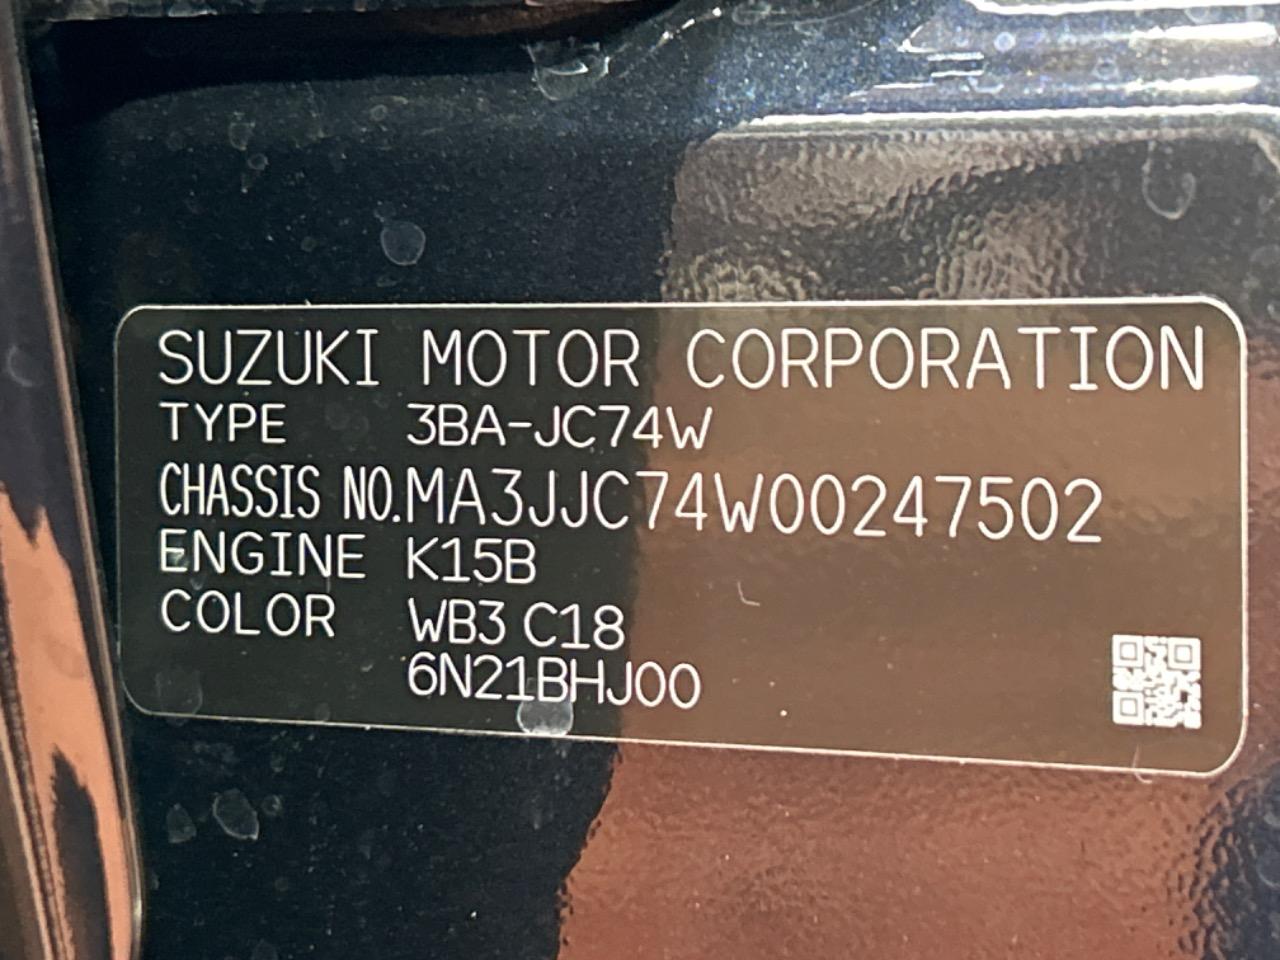 SUZUKI MOTOR CORPORATION
TYPE 3BA-JC74W
CHASSIS NO. MA3JJC74W00247502
ENGINE K15B
COLOR WB3 C18
6N21BHJ00